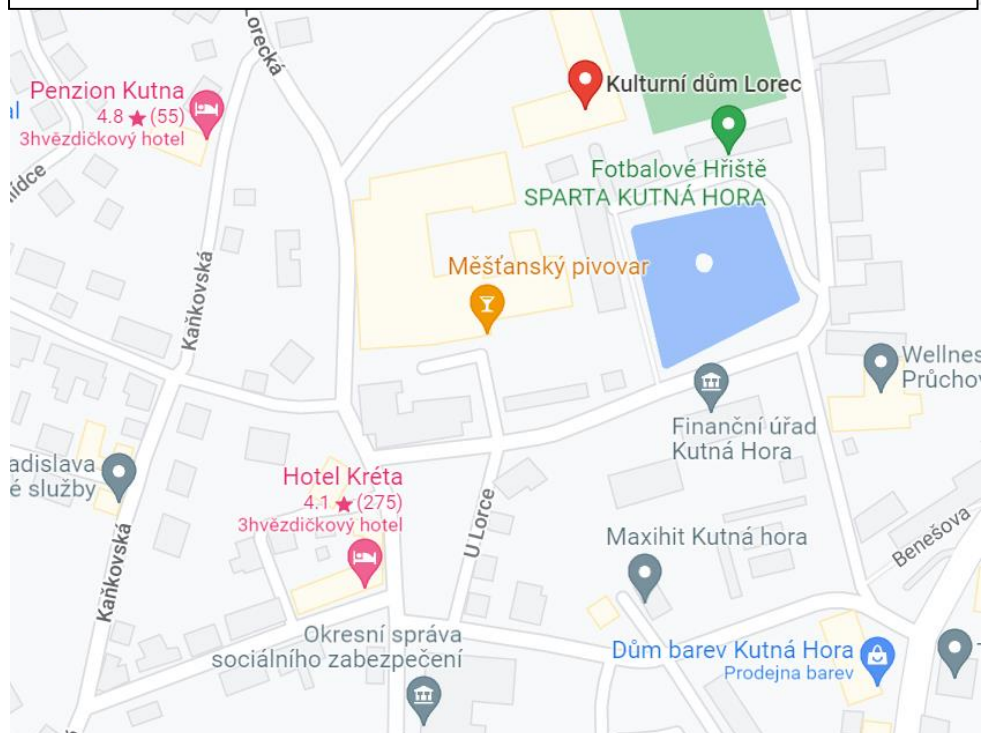 Lorecká
Penzion Kutna
4.8 ★ (55)
3hvězdičkový hotel
al
Kulturní dům Lorec
Fotbalové Hřiště
SPARTA KUTNÁ HORA
Měšťanský pivovar
Kaňkovská
Wellnes
Průchov
Finanční úřad
Kutná Hora
adislava
é služby
Hotel Kréta
4.1 ★ (275)
3hvězdičkový hotel
U Lorce
Maxihit Kutná hora
Benešova
Kaňkovská
Okresní správa
sociálního zabezpečení
Dům barev Kutná Hora
Prodejna barev